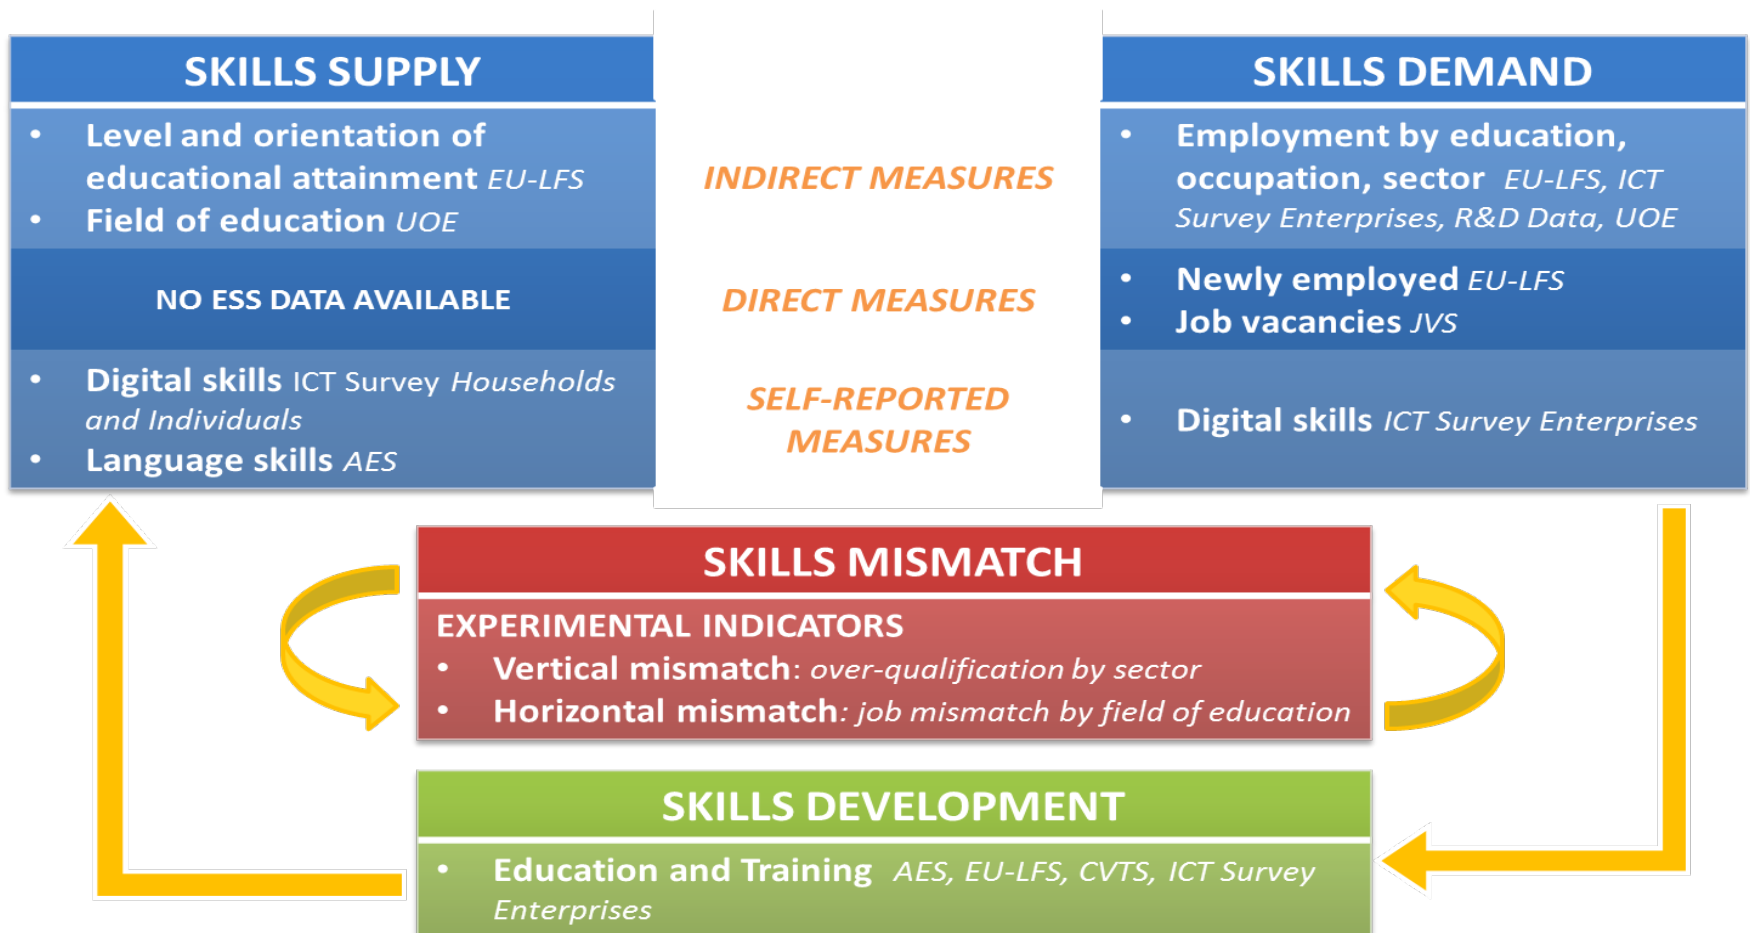 SKILLS SUPPLY
• Level and orientation of
educational attainment EU-LFS
• Field of education UOE
NO ESS DATA AVAILABLE
• Digital skills ICT Survey Households
and Individuals
• Language skills AES
INDIRECT MEASURES
DIRECT MEASURES
SELF-REPORTED
MEASURES
SKILLS DEMAND
• Employment by education,
occupation, sector EU-LFS, ICT
Survey Enterprises, R&D Data, UOE
• Newly employed EU-LFS
• Job vacancies JVS
• Digital skills ICT Survey Enterprises
SKILLS MISMATCH
EXPERIMENTAL INDICATORS
• Vertical mismatch: over-qualification by sector
• Horizontal mismatch: job mismatch by field of education
SKILLS DEVELOPMENT
• Education and Training AES, EU-LFS, CVTS, ICT Survey
Enterprises